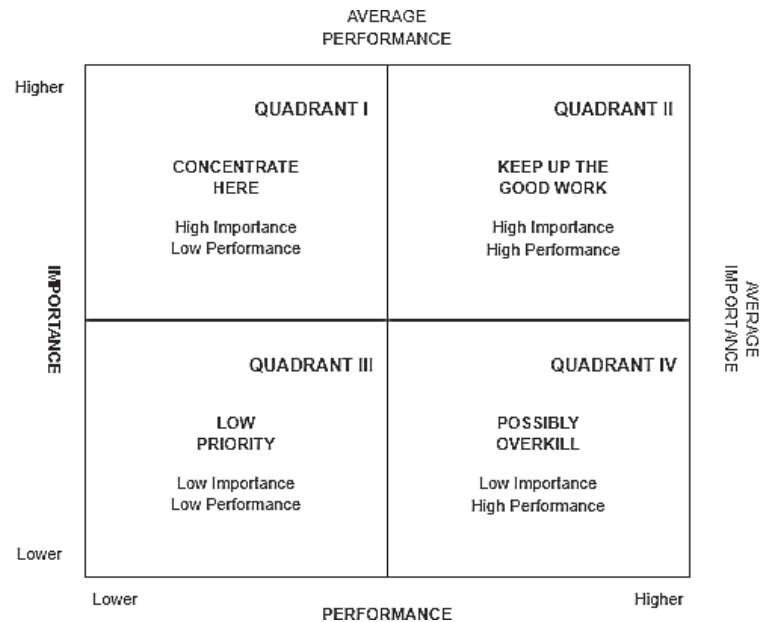 AVERAGE
PERFORMANCE
Higher
QUADRANT I
CONCENTRATE
HERE
High Importance
Low Performance
QUADRANT II
KEEP UP THE
GOOD WORK
High Importance
High Performance
IMPORTANCE
AVERAGE
IMPORTANCE
QUADRANT III
LOW
PRIORITY
Low Importance
Low Performance
QUADRANT IV
POSSIBLY
OVERKILL
Low Importance
High Performance
Lower
Lower
PERFORMANCE
Higher